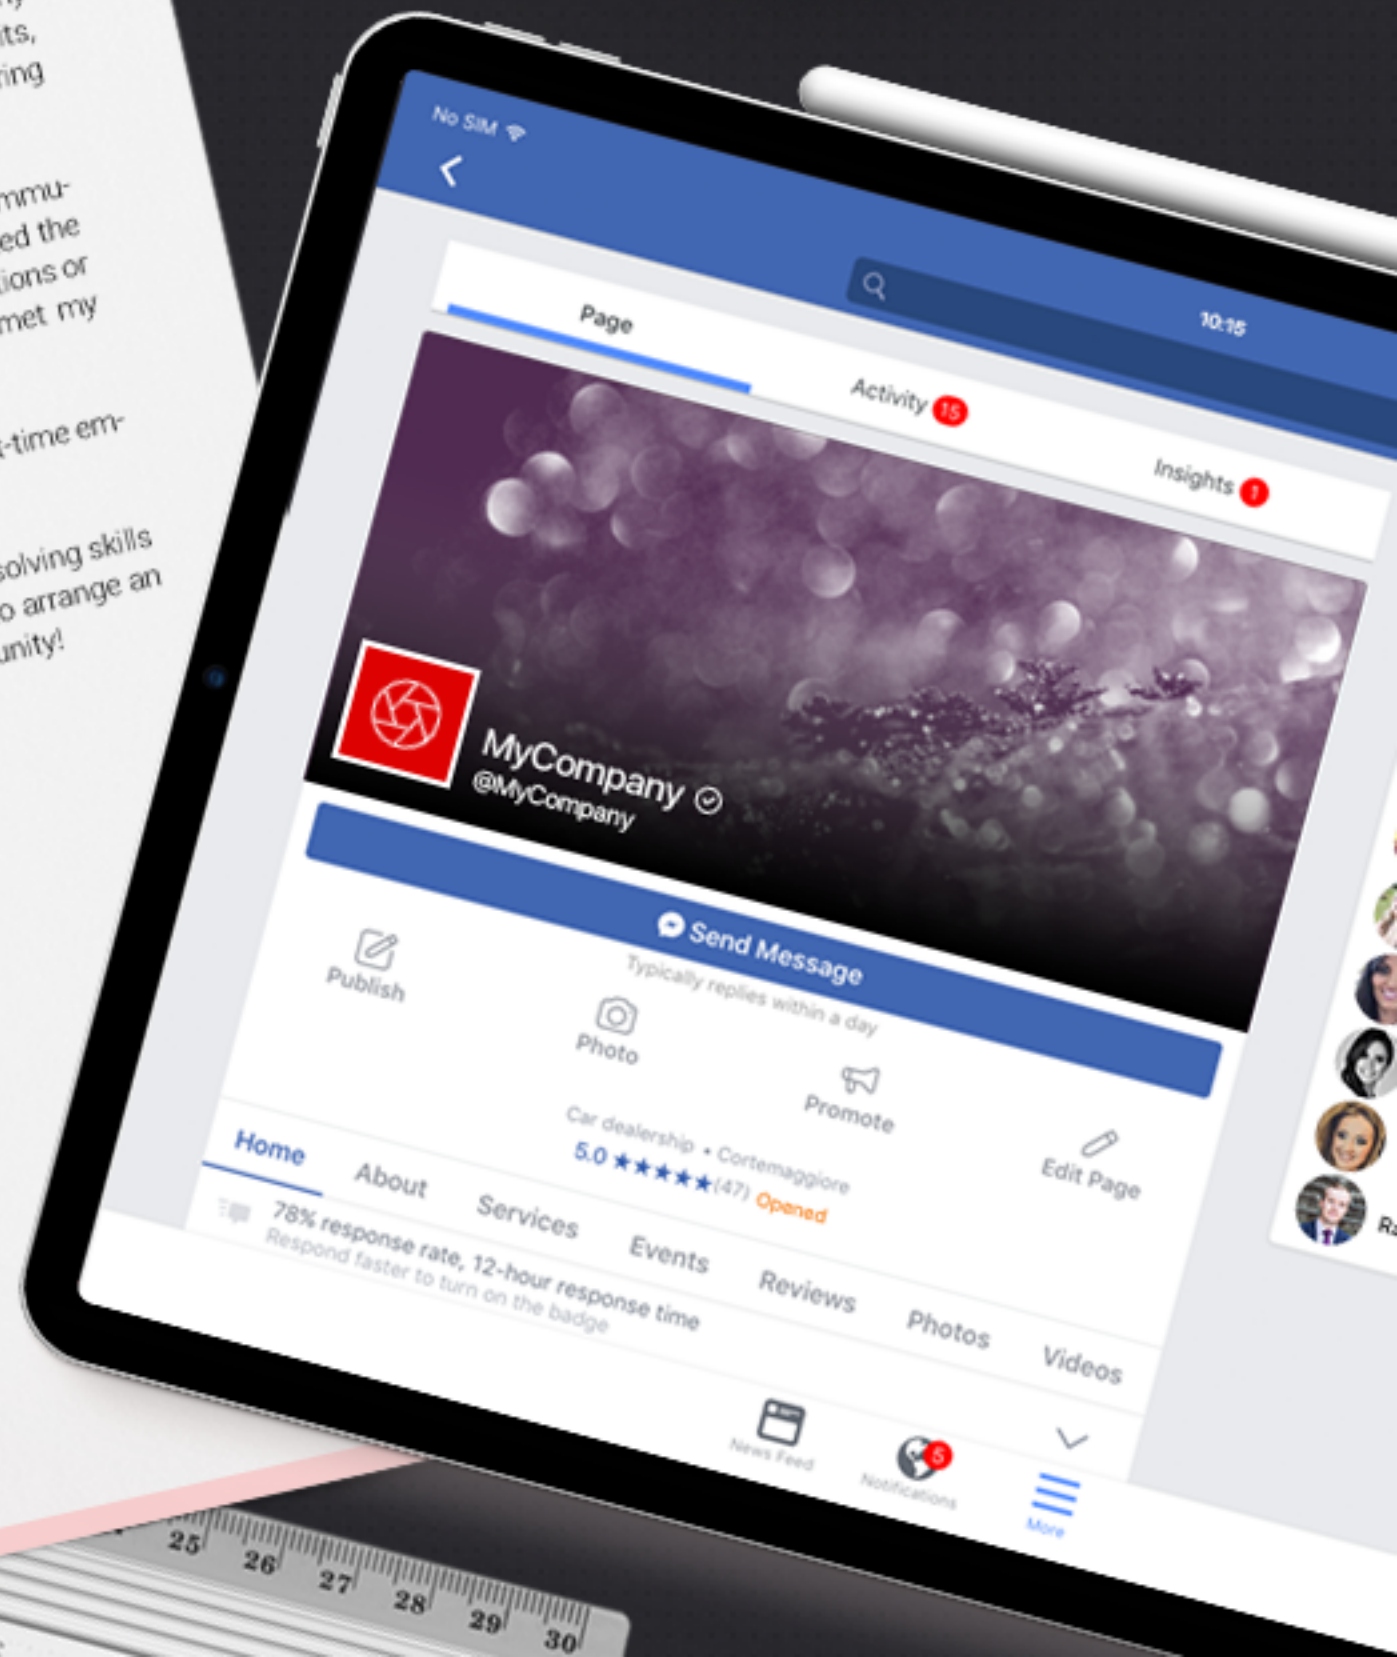 its,
ring
mmu-
ed the
tions or
met my
t-time em-
solving skills
o arrange an
unity!
No SIM
10:15
Page
Activity 15
Insights 1
MyCompany
@MyCompany
Send Message
Typically replies within a day
Publish
Photo
Promote
Edit Page
Car dealership • Cortemaggiore
5.0 ★★★★★(47) Opened
Home About Services Events Reviews Photos Videos
78% response rate, 12-hour response time
Respond faster to turn on the badge
News Feed
5
Notifications
More
25 26 27 28 29 30